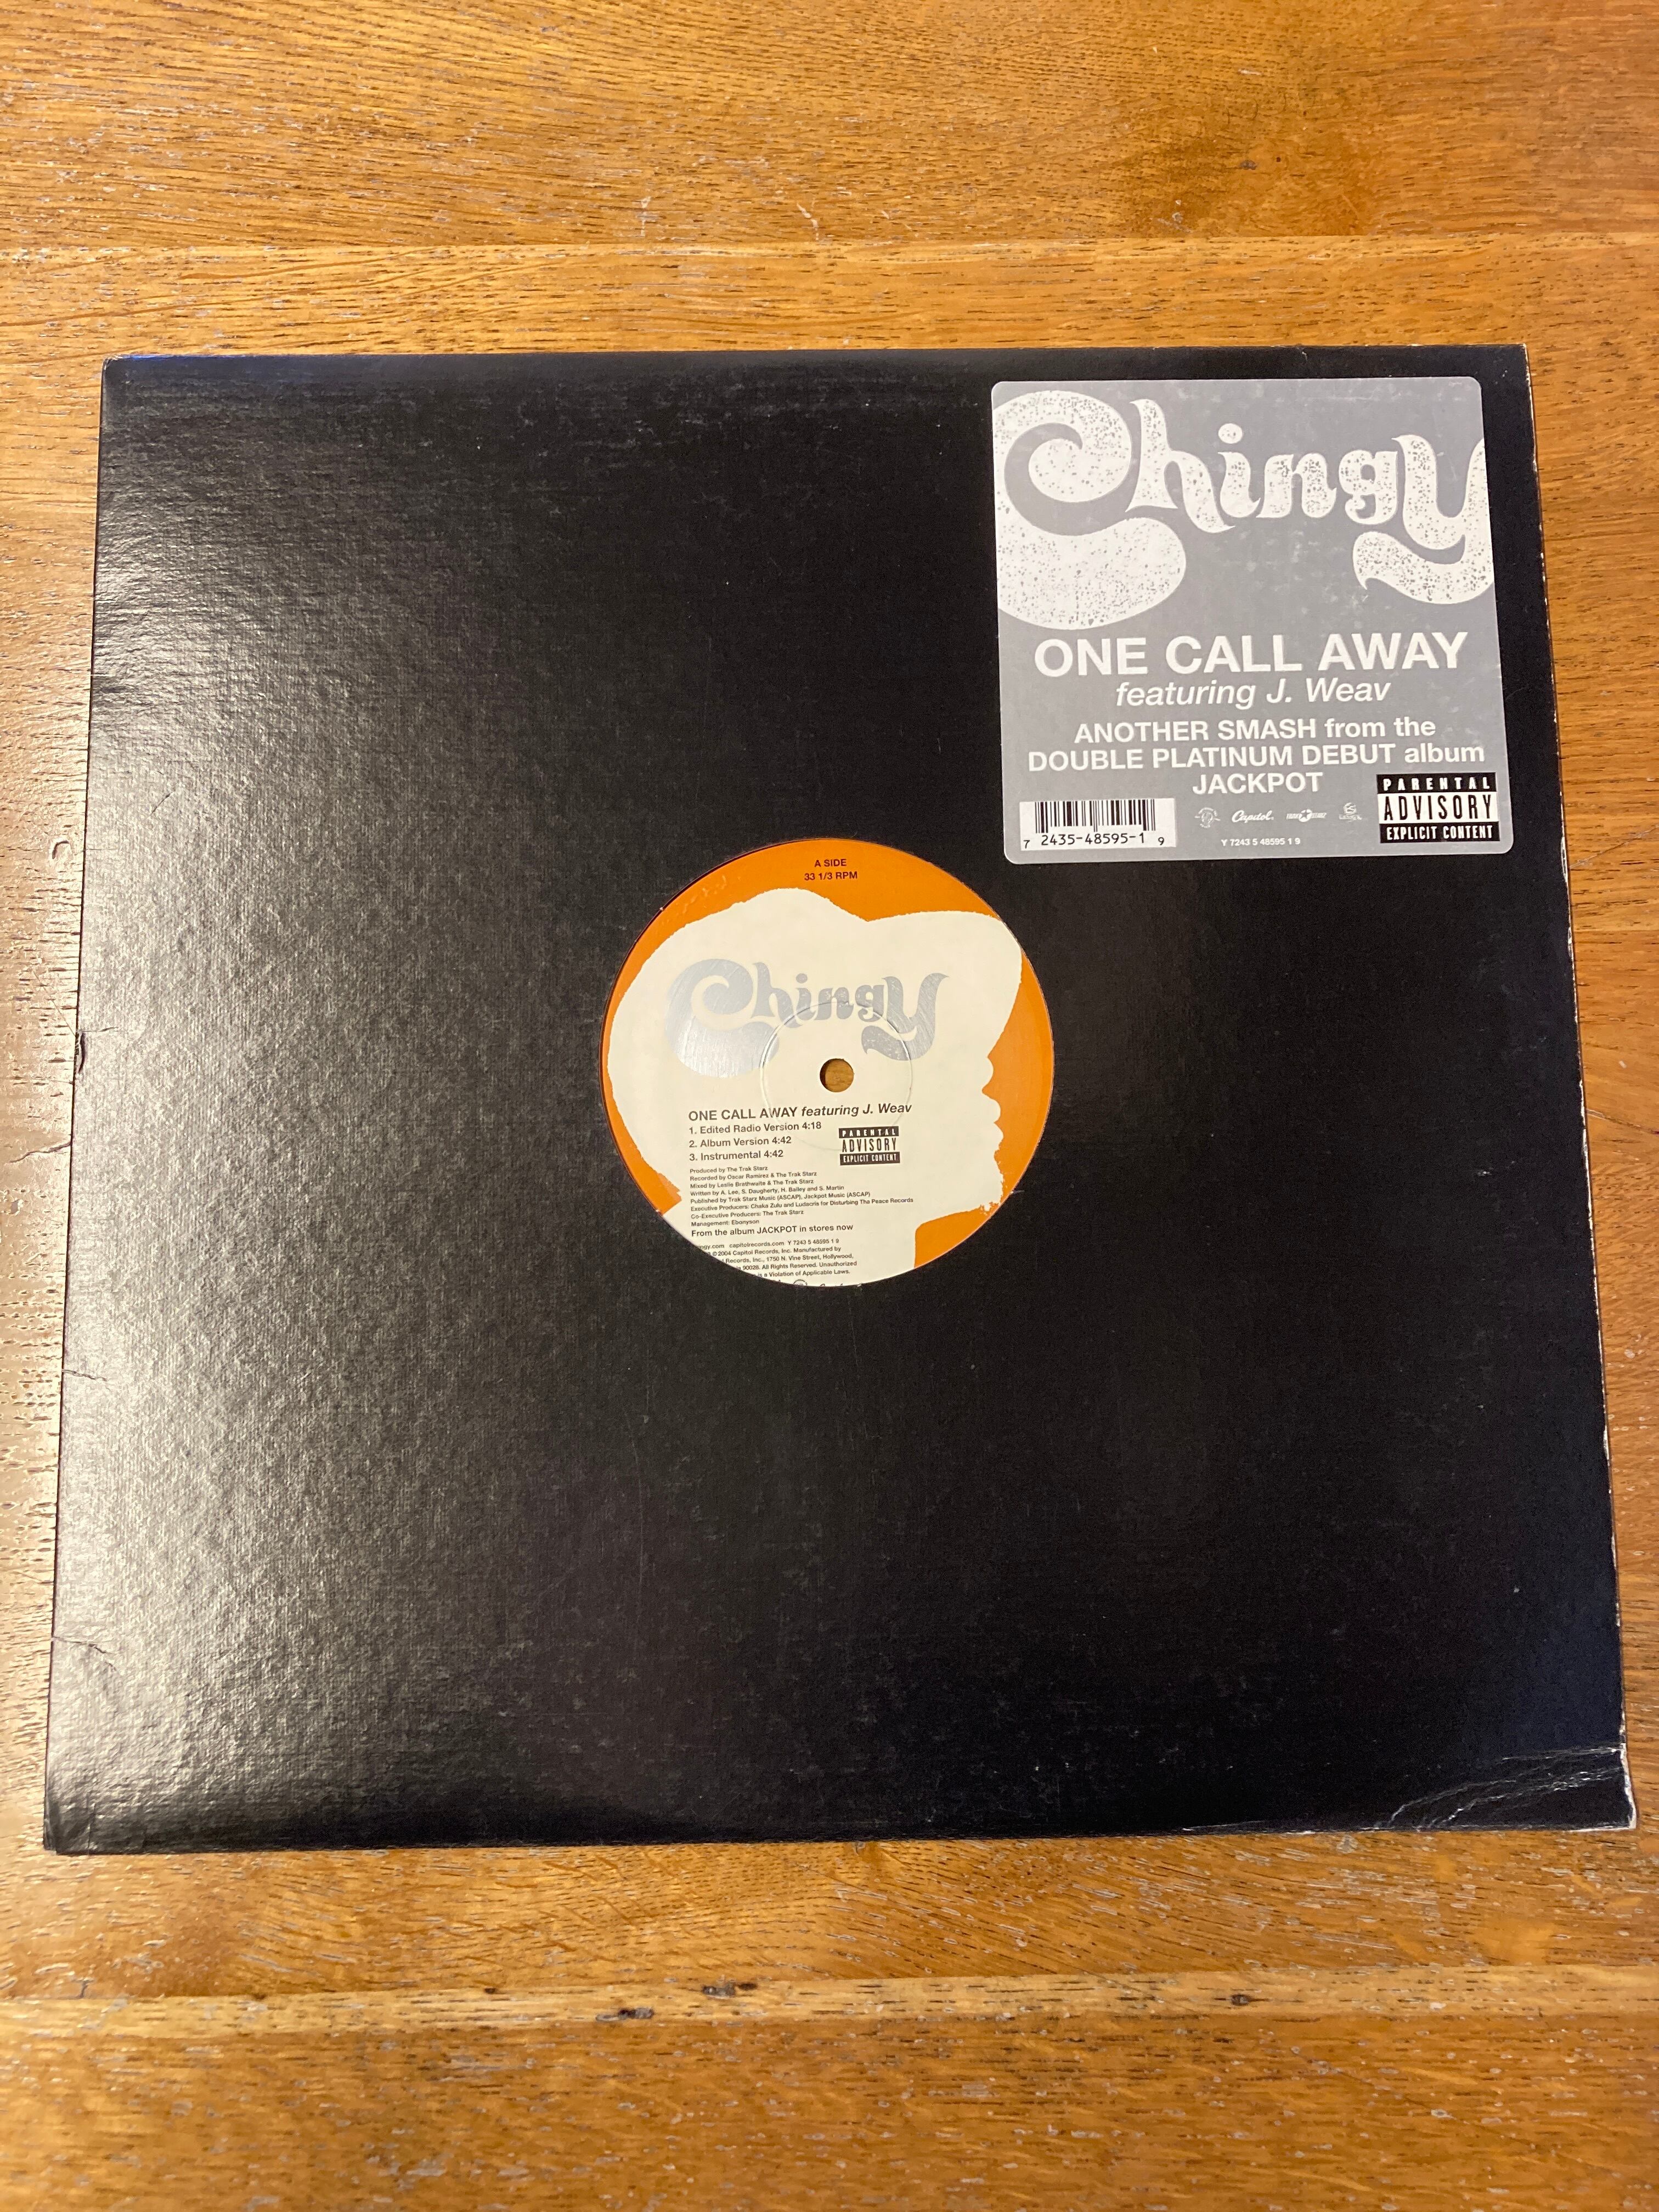 Chingy
ONE CALL AWAY
featuring J. Weav
ANOTHER SMASH from the
DOUBLE PLATINUM DEBUT album
JACKPOT
PARENTAL
ADVISORY
EXPLICIT CONTENT
7 2435-48595-1 9
Capitol
Y 7243 5 48595 1 9
A SIDE
33 1/3 RPM
Chingy
ONE CALL AWAY featuring J. Weav
1. Edited Radio Version 4:18
2. Album Version 4:42
3. Instrumental 4:42
PARENTAL
ADVISORY
EXPLICIT CONTENT
Produced by The Trak Starz
Recorded by Oscar Ramirez & The Trak Starz
Mixed by Leslie Brathwaite & The Trak Starz
Written by A. Lee, S. Daugherty, H. Bailey and S. Martin
Published by Trak Starz Music (ASCAP), Jackpot Music (ASCAP)
Executive Producers: Chaka Zulu and Ludacris for Disturbing Tha Peace Records
Co-Executive Producers: The Trak Starz
Management: Ebonyson
From the album JACKPOT in stores now
capitolrecords.com Y 7243 5 48595 1 9
© 2004 Capitol Records, Inc. Manufactured by
Records, Inc., 1750 N. Vine Street, Hollywood,
90028. All Rights Reserved. Unauthorized
is a Violation of Applicable Laws.